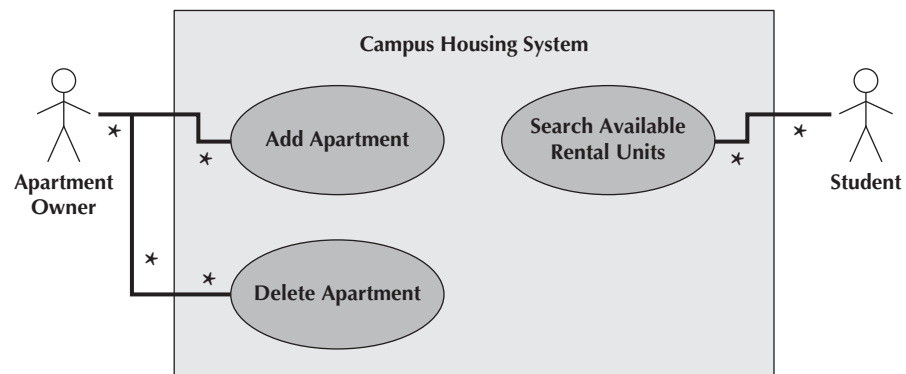 Campus Housing System
Add Apartment
Search Available
Rental Units
*
*
*
*
Apartment
Owner
Student
*
*
Delete Apartment